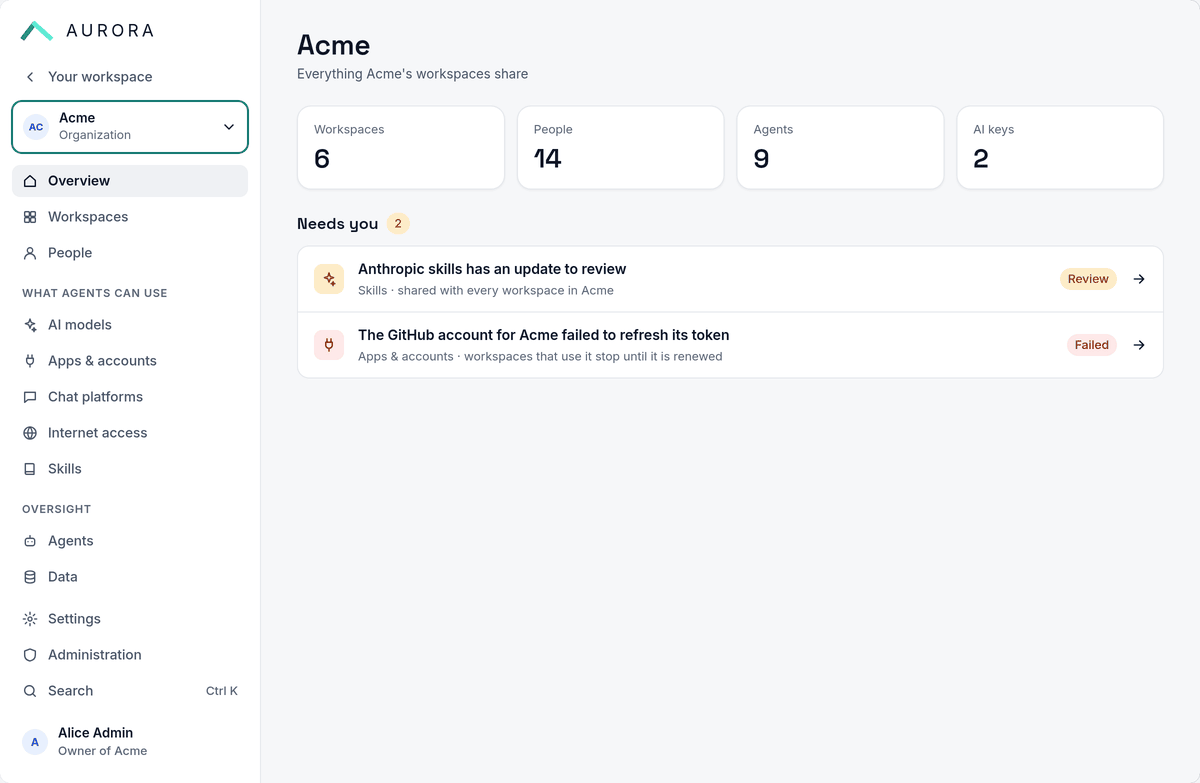 AURORA
Your workspace
AC
Acme
Organization
Overview
Workspaces
People
WHAT AGENTS CAN USE
AI models
Apps & accounts
Chat platforms
Internet access
Skills
OVERSIGHT
Agents
Data
Settings
Administration
Search Ctrl K
A
Alice Admin
Owner of Acme
Acme
Everything Acme's workspaces share
Workspaces
6
People
14
Agents
9
AI keys
2
Needs you 2
Anthropic skills has an update to review
Skills · shared with every workspace in Acme
Review
The GitHub account for Acme failed to refresh its token
Apps & accounts · workspaces that use it stop until it is renewed
Failed